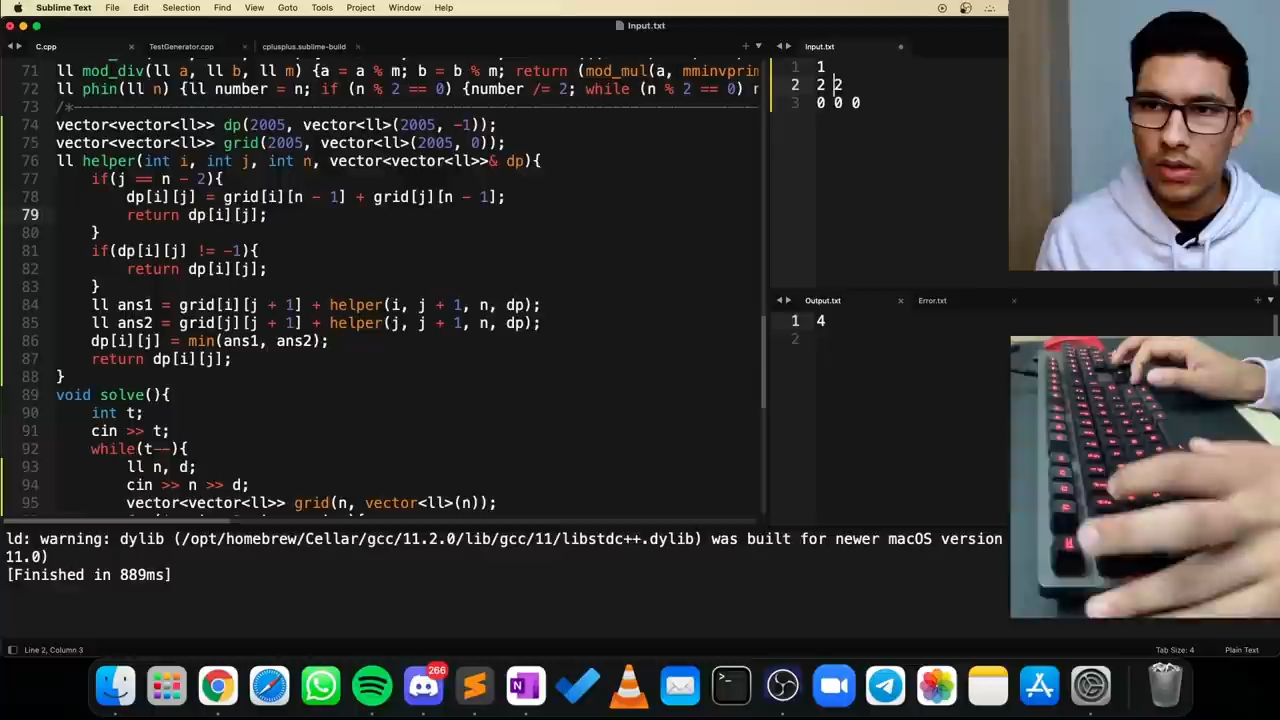 Sublime Text File Edit Selection Find View Goto Tools Project Window Help
Input.txt
C.cpp TestGenerator.cpp cplusplus.sublime-build
71 ll mod_div(ll a, ll b, ll m) {a = a % m; b = b % m; return (mod_mul(a, mminvprim
72 ll phin(ll n) {ll number = n; if (n % 2 == 0) {number /= 2; while (n % 2 == 0) n
73 /*----------------------------------------------------------------------
74 vector<vector<ll>> dp(2005, vector<ll>(2005, -1));
75 vector<vector<ll>> grid(2005, vector<ll>(2005, 0));
76 ll helper(int i, int j, int n, vector<vector<ll>>& dp){
77 if(j == n - 2){
78 dp[i][j] = grid[i][n - 1] + grid[j][n - 1];
79 return dp[i][j];
80 }
81 if(dp[i][j] != -1){
82 return dp[i][j];
83 }
84 ll ans1 = grid[i][j + 1] + helper(i, j + 1, n, dp);
85 ll ans2 = grid[j][j + 1] + helper(j, j + 1, n, dp);
86 dp[i][j] = min(ans1, ans2);
87 return dp[i][j];
88 }
89 void solve(){
90 int t;
91 cin >> t;
92 while(t--){
93 ll n, d;
94 cin >> n >> d;
95 vector<vector<ll>> grid(n, vector<ll>(n));
Input.txt
1 1
2 2 2
3 0 0 0
Output.txt Error.txt
1 4
2
ld: warning: dylib (/opt/homebrew/Cellar/gcc/11.2.0/lib/gcc/11/libstdc++.dylib) was built for newer macOS version
11.0)
[Finished in 889ms]
Line 2, Column 3 Tab Size: 4 Plain Text
266